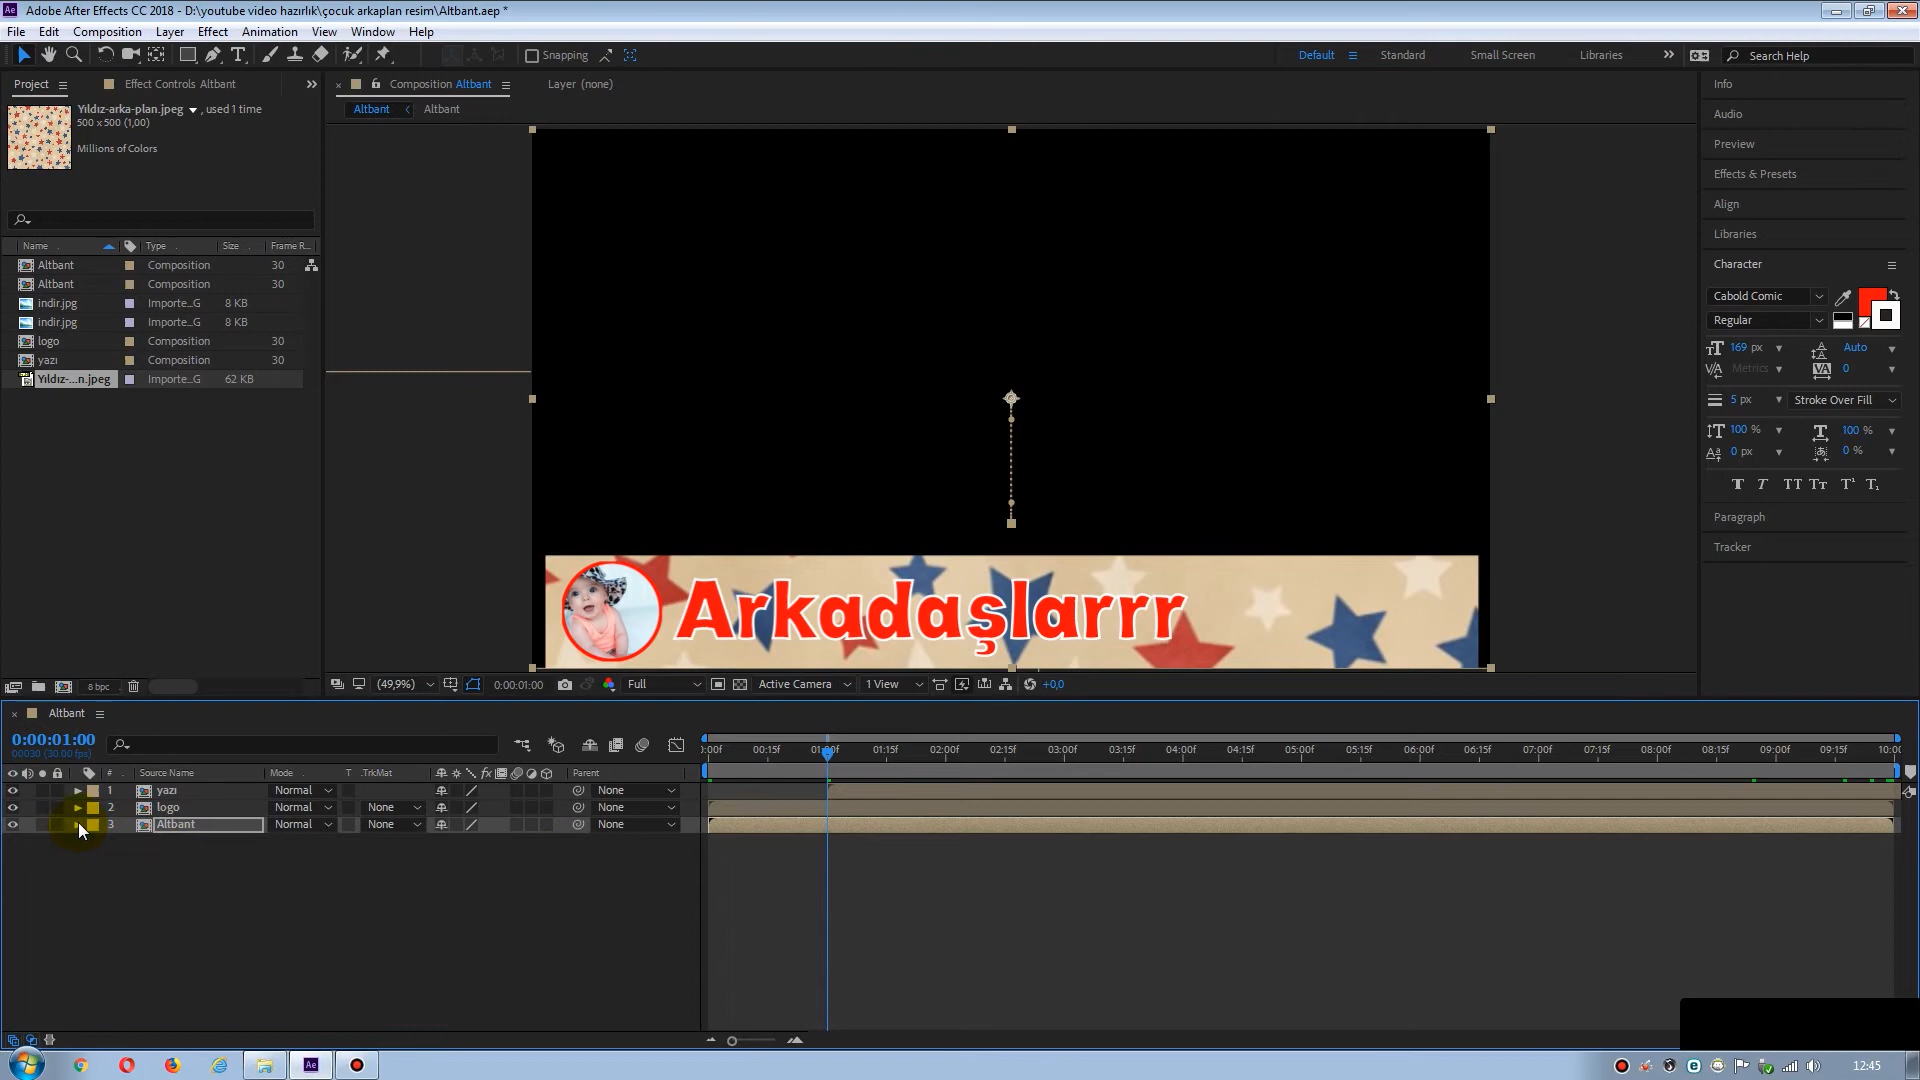 Adobe After Effects CC 2018 - D:\youtube video hazırlık\çocuk arkaplan resim\Altbant.aep *
File Edit Composition Layer Effect Animation View Window Help
Snapping Default Standard Small Screen Libraries Search Help
Project Effect Controls Altbant Composition Altbant Layer (none) Info
Yıldız-arka-plan.jpeg , used 1 time Altbant Altbant Audio
500 x 500 (1,00)
Millions of Colors Preview
Effects & Presets
Align
Libraries
Name Type Size Frame R...
Altbant Composition 30 Character
Altbant Composition 30
indir.jpg Importe...G 8 KB Cabold Comic
indir.jpg Importe...G 8 KB Regular
logo Composition 30 169 px Auto
yazı Composition 30 Metrics 0
Yıldız-...n.jpeg Importe...G 62 KB
5 px Stroke Over Fill
100 % 100 %
0 px 0 %
T T TT Tt T¹ T₁
Paragraph
Tracker
Arkadaşlarrr
8 bpc (49,9%) 0:00:01:00 Full Active Camera 1 View +0,0
Altbant
0:00:01:00
00030 (30.00 fps)
:00f 00:15f 01:00f 01:15f 02:00f 02:15f 03:00f 03:15f 04:00f 04:15f 05:00f 05:15f 06:00f 06:15f 07:00f 07:15f 08:00f 08:15f 09:00f 09:15f 10:00
# Source Name Mode T .TrkMat Parent
1 yazı Normal None
2 logo Normal None None
3 Altbant Normal None None
12:45